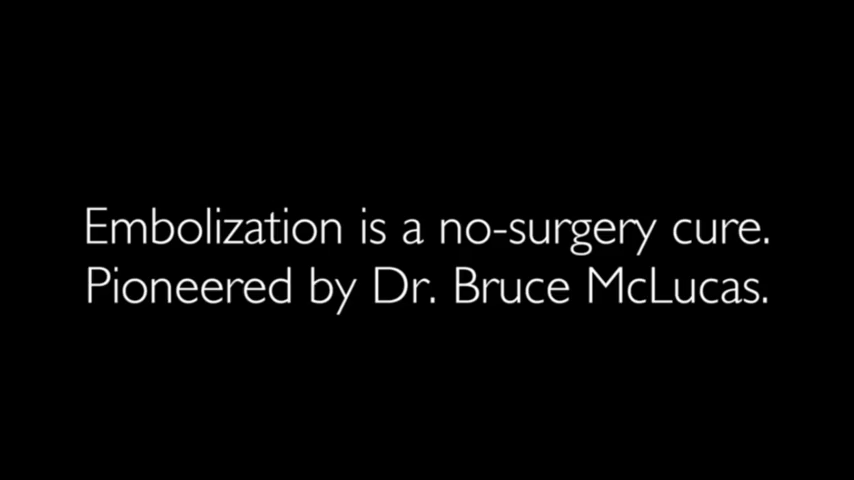 Embolization is a no-surgery cure.
Pioneered by Dr. Bruce McLucas.